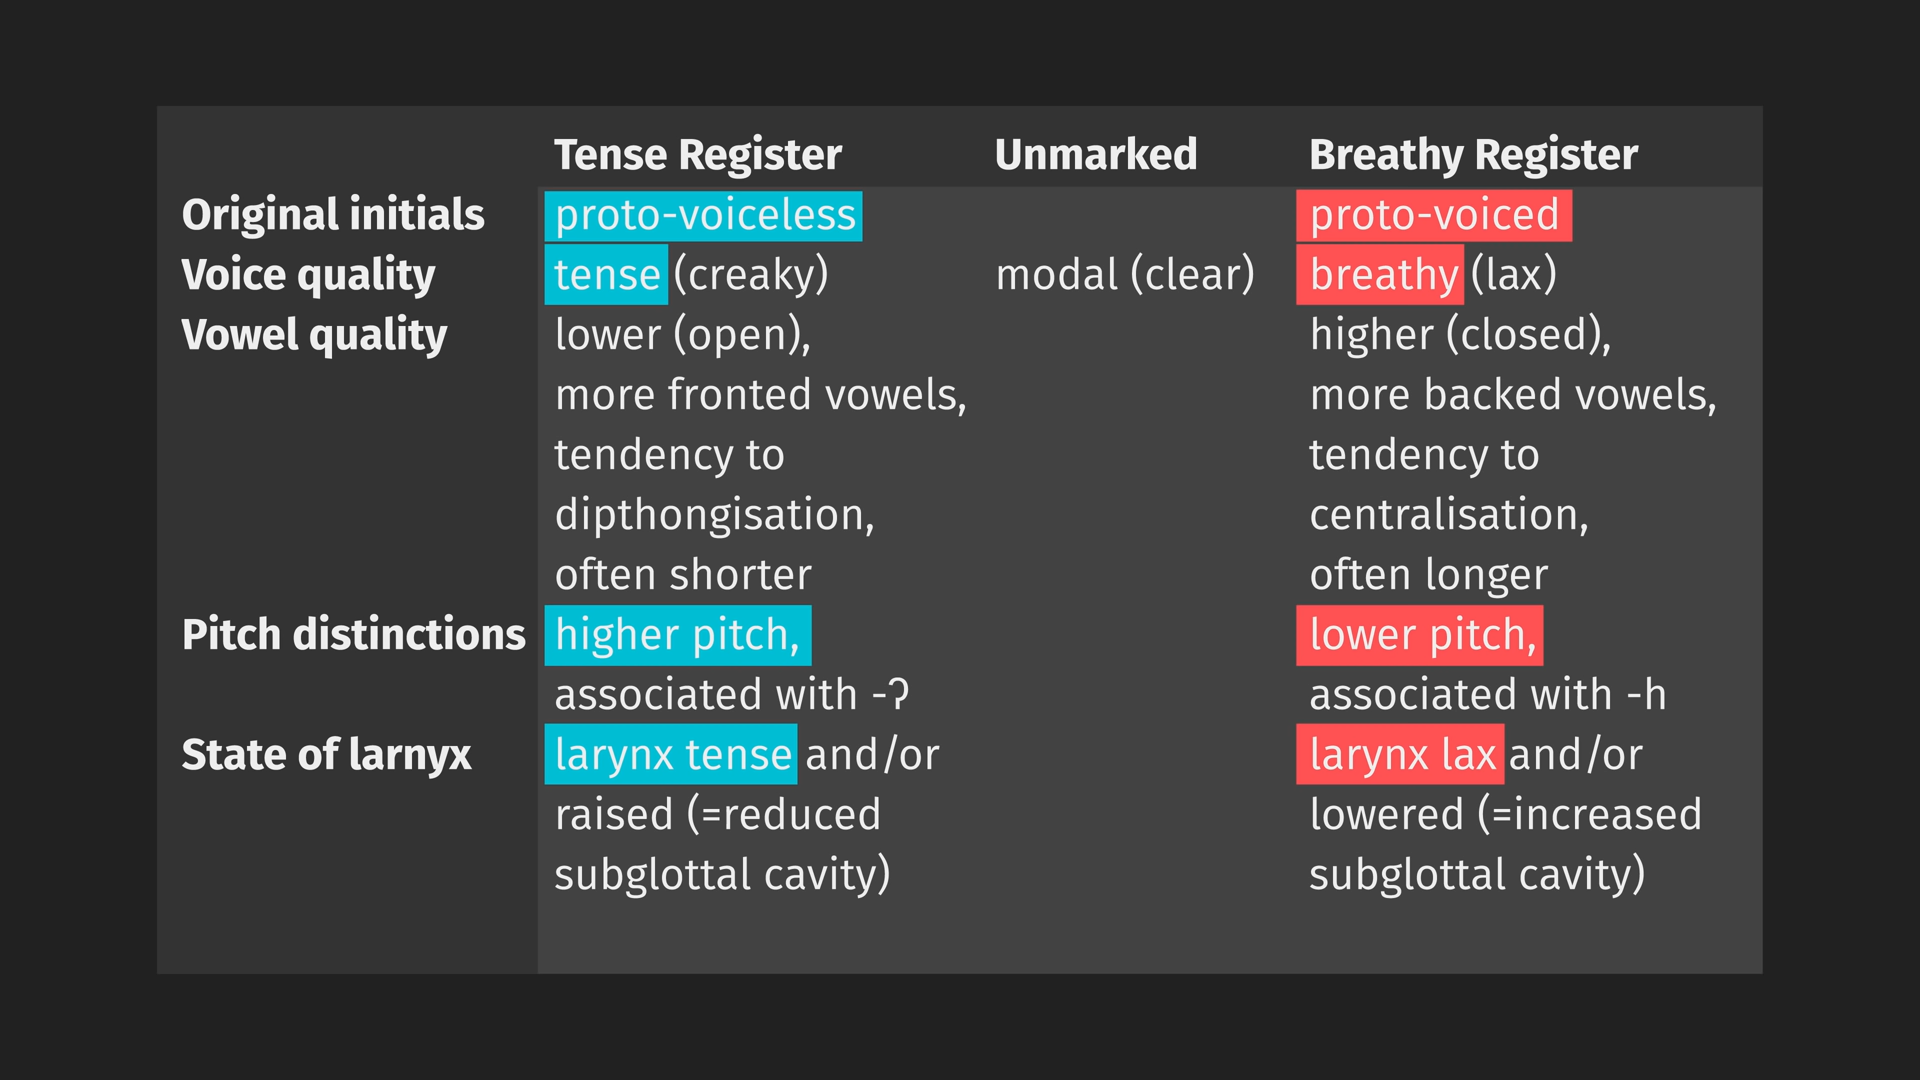 Tense Register Unmarked Breathy Register
Original initials proto-voiceless proto-voiced
Voice quality tense (creaky) modal (clear) breathy (lax)
Vowel quality lower (open), higher (closed),
more fronted vowels, more backed vowels,
tendency to tendency to
dipthongisation, centralisation,
often shorter often longer
Pitch distinctions higher pitch, lower pitch,
associated with -ʔ associated with -h
State of larnyx larynx tense and/or larynx lax and/or
raised (=reduced lowered (=increased
subglottal cavity) subglottal cavity)